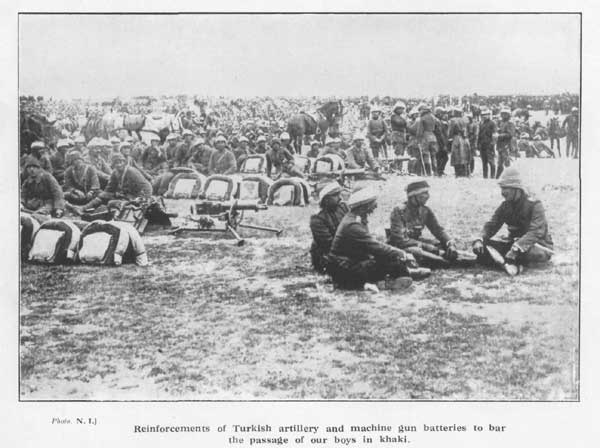 Photo. N. I.)
Reinforcements of Turkish artillery and machine gun batteries to bar
the passage of our boys in khaki.